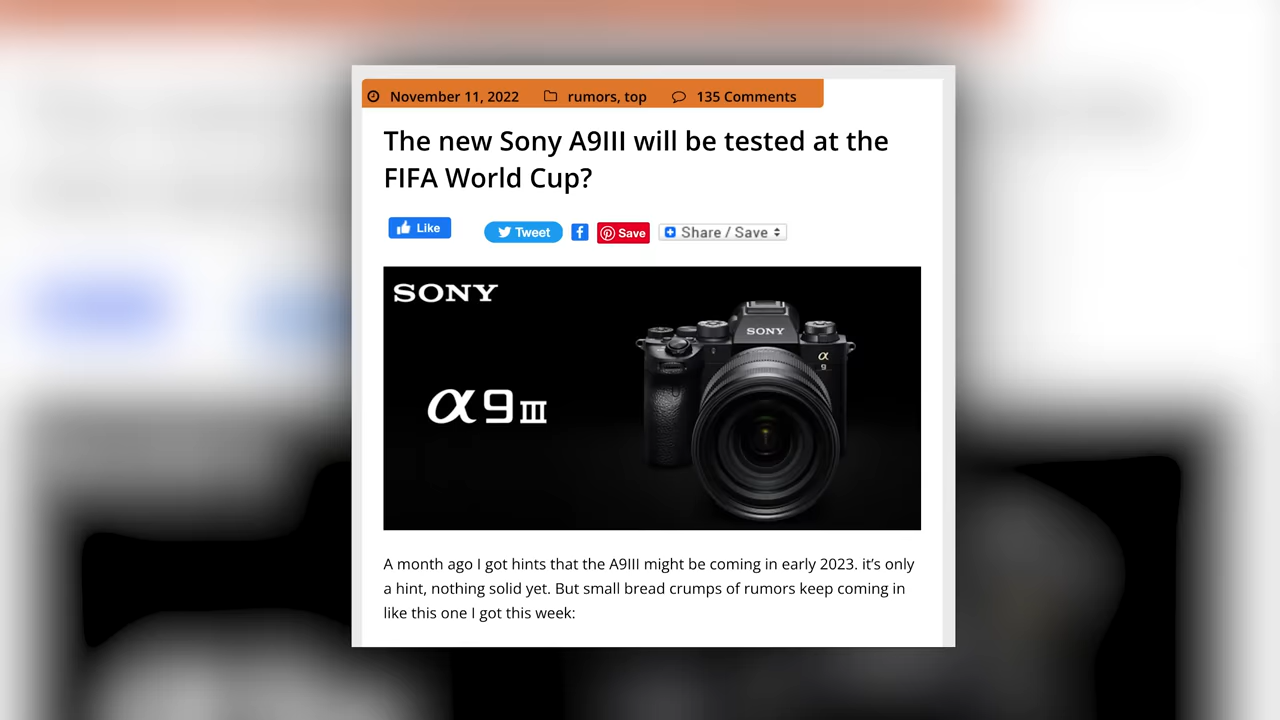 November 11, 2022 rumors, top 135 Comments
The new Sony A9III will be tested at the
FIFA World Cup?
Like Tweet Save Share / Save
SONY
SONY
α
9
α9III
A month ago I got hints that the A9III might be coming in early 2023. it's only
a hint, nothing solid yet. But small bread crumps of rumors keep coming in
like this one I got this week: